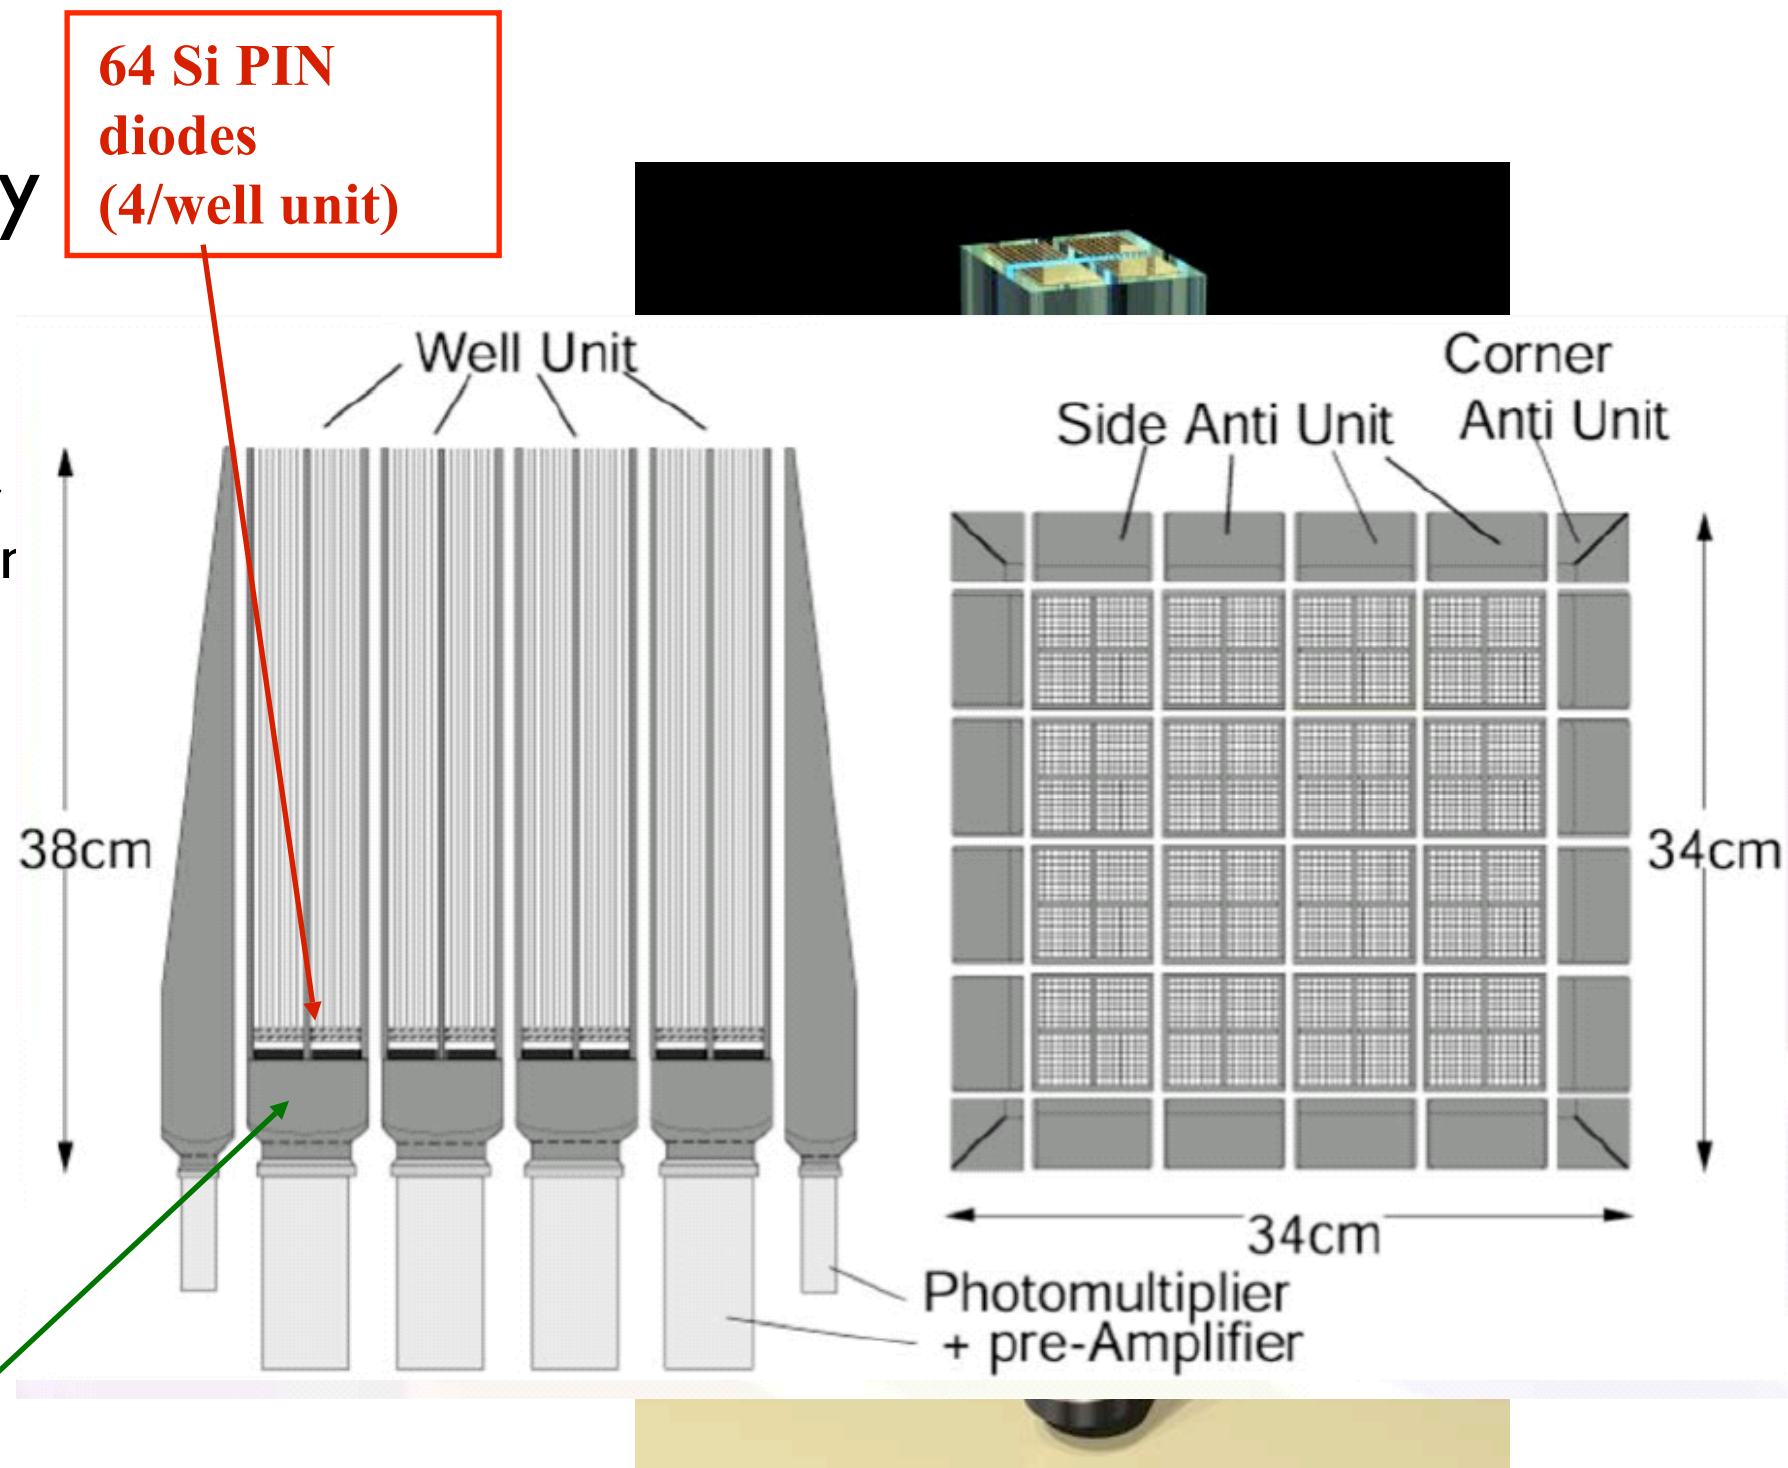 64 Si PIN
diodes
(4/well unit)
y
r
Well Unit
Corner
Anti Unit
Side Anti Unit
38cm
34cm
34cm
Photomultiplier
+ pre-Amplifier